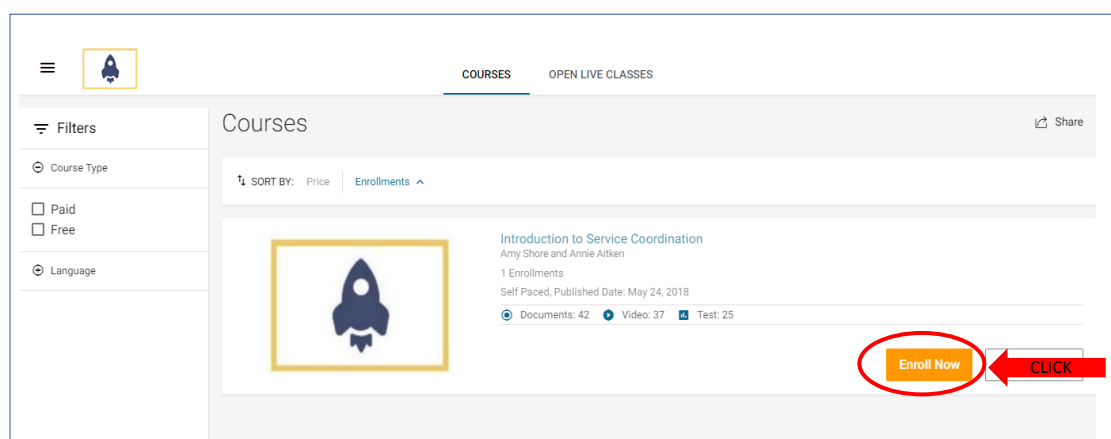 COURSES OPEN LIVE CLASSES
Filters
Courses
Share
Course Type
SORT BY: Price Enrollments
Paid
Free
Language
Introduction to Service Coordination
Amy Shore and Annie Aitken
1 Enrollments
Self Paced, Published Date: May 24, 2018
Documents: 42 Video: 37 Test: 25
Enroll Now
CLICK